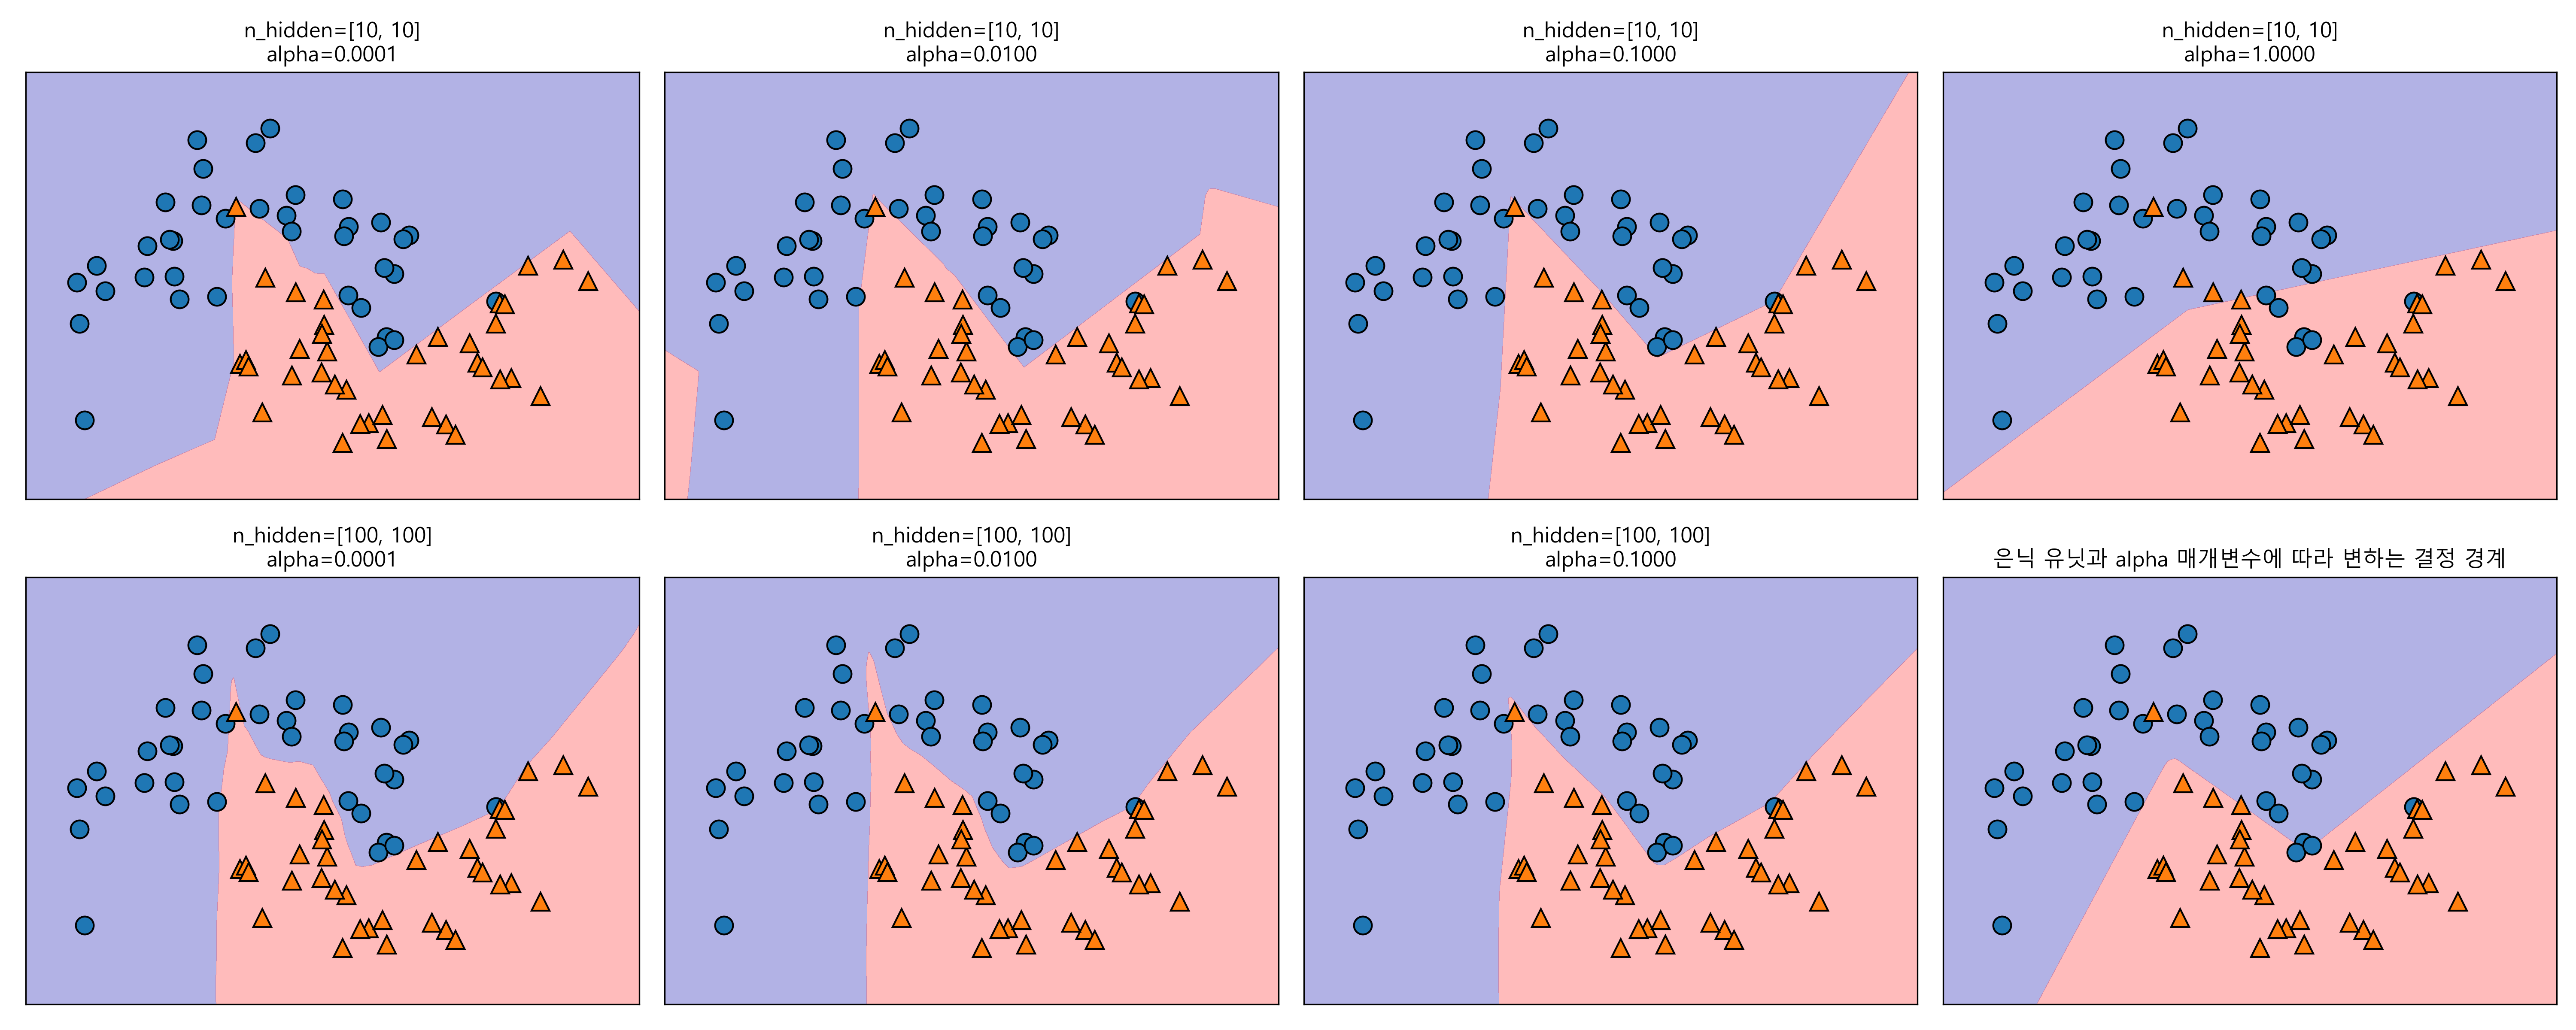 n_hidden=[10, 10]
alpha=0.0001
n_hidden=[10, 10]
alpha=0.0100
n_hidden=[10, 10]
alpha=0.1000
n_hidden=[10, 10]
alpha=1.0000
n_hidden=[100, 100]
alpha=0.0001
n_hidden=[100, 100]
alpha=0.0100
n_hidden=[100, 100]
alpha=0.1000
은닉 유닛과 alpha 매개변수에 따라 변하는 결정 경계